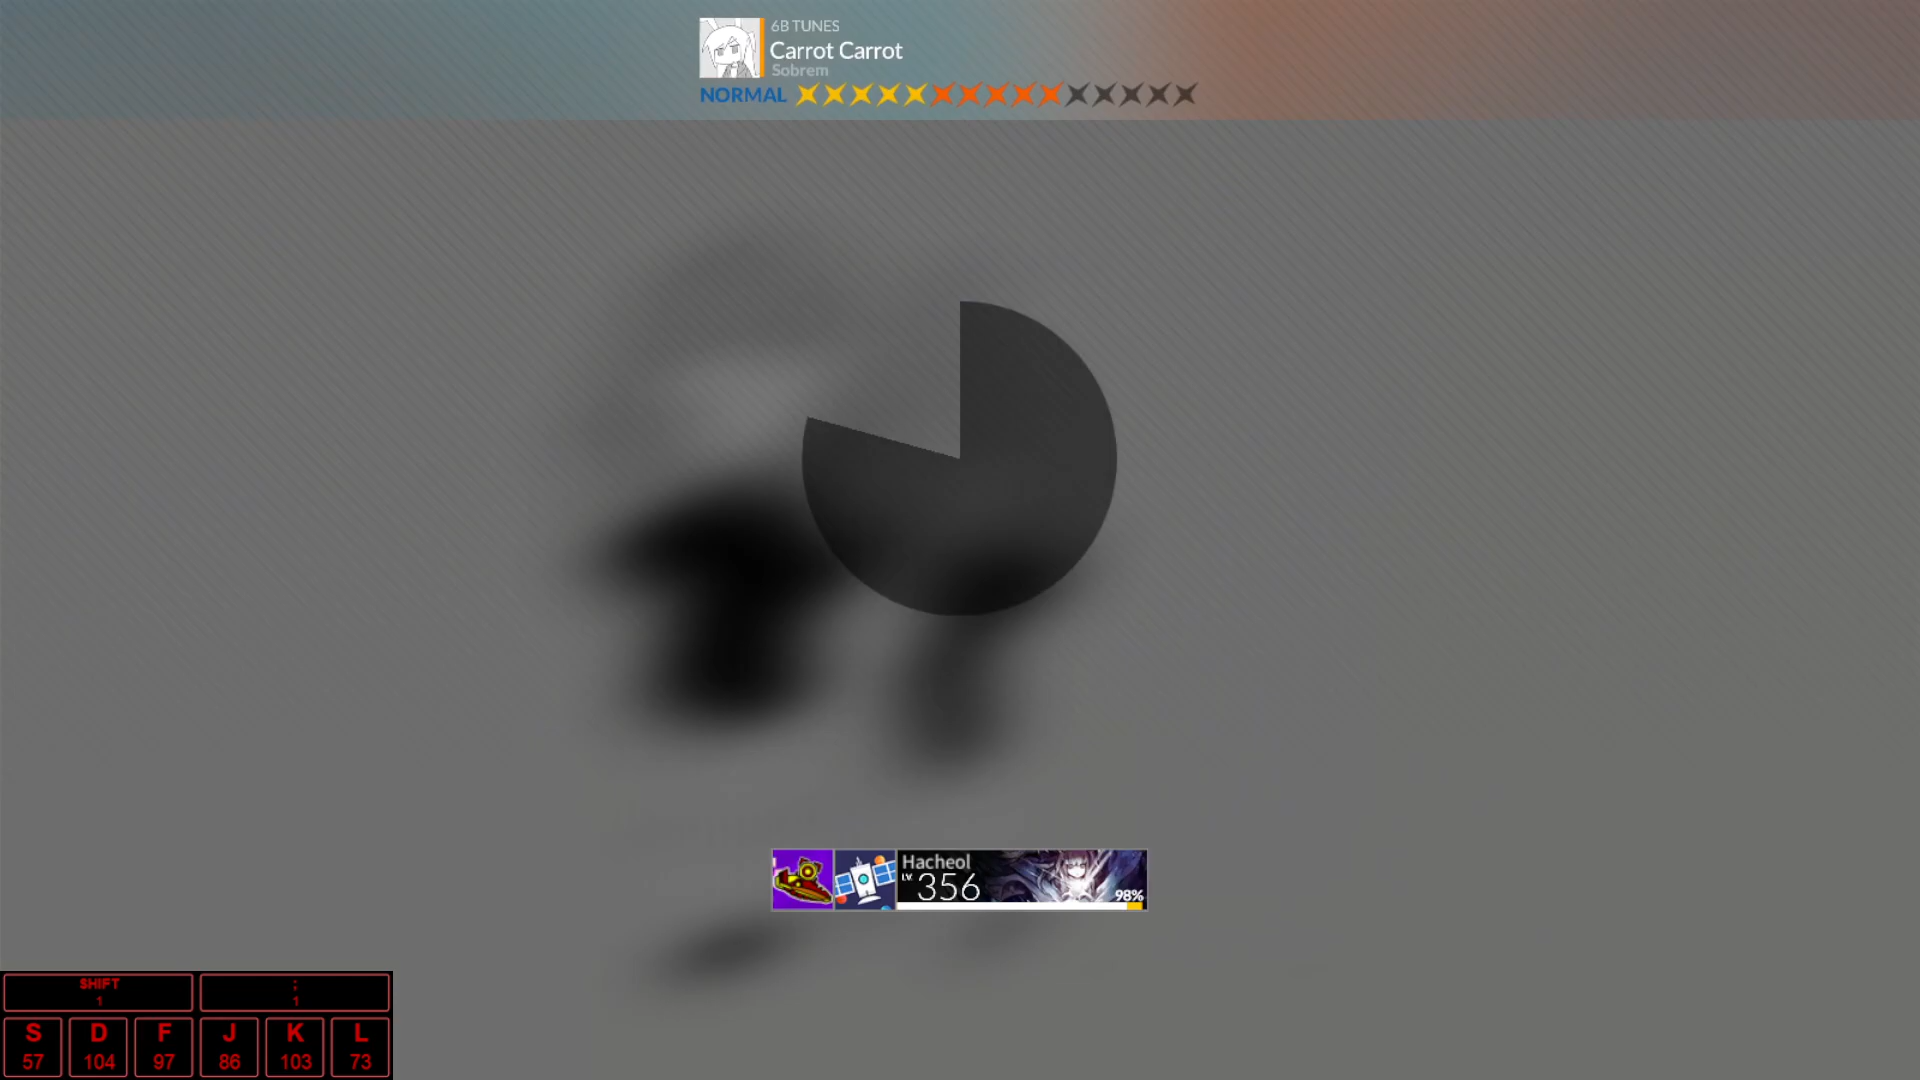 6B TUNES
Carrot Carrot
Sobrem
NORMAL
Hacheol
LV. 356
98%
SHIFT
1
;
1
S D F J K L
57 104 97 86 103 73